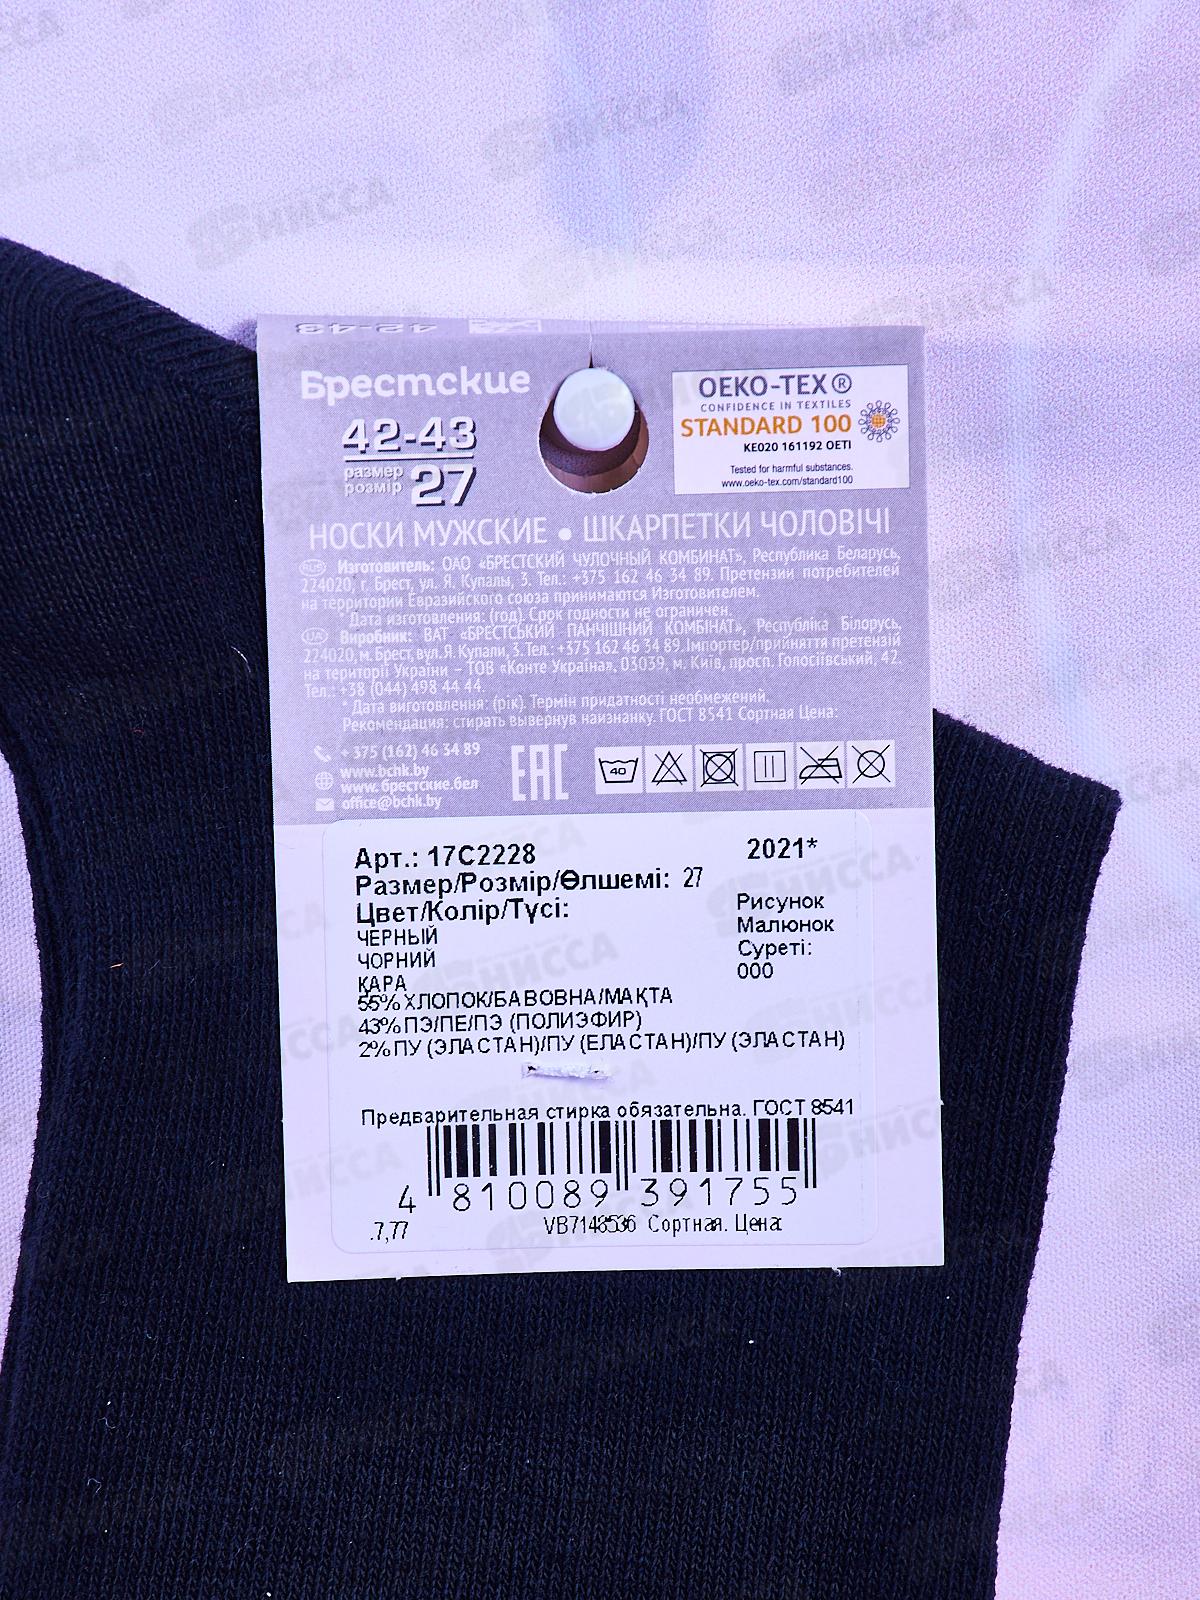 42-43
Брестские
42-43
размер
розмір
27
OEKO-TEX®
CONFIDENCE IN TEXTILES
STANDARD 100
KE020 161192 OETI
Tested for harmful substances.
www.oeko-tex.com/standard100
НОСКИ МУЖСКИЕ • ШКАРПЕТКИ ЧОЛОВІЧІ
RUS Изготовитель: ОАО «БРЕСТСКИЙ ЧУЛОЧНЫЙ КОМБИНАТ», Республика Беларусь,
224020, г. Брест, ул. Я. Купалы, 3. Тел.: +375 162 46 34 89. Претензии потребителей
на территории Евразийского союза принимаются Изготовителем.
* Дата изготовления: (год). Срок годности не ограничен.
UA Виробник: ВАТ «БРЕСТСЬКИЙ ПАНЧІШНИЙ КОМБІНАТ», Республіка Білорусь,
224020, м. Брест, вул. Я. Купали, 3. Тел.: +375 162 46 34 89. Імпортер/прийняття претензій
на території України – ТОВ «Конте Україна», 03039, м. Київ, просп. Голосіївський, 42.
Тел.: +38 (044) 498 44 44.
* Дата виготовлення: (рік). Термін придатності необмежений.
Рекомендация: стирать вывернув наизнанку. ГОСТ 8541 Сортная Цена:
+ 375 (162) 46 34 89
www.bchk.by
www.брестские.бел
office@bchk.by
EAC
40
Арт.: 17С2228
2021*
Размер/Розмір/Өлшемі: 27
Цвет/Колір/Түсі:
ЧЕРНЫЙ
ЧОРНИЙ
ҚАРА
Рисунок
Малюнок
Суреті:
000
55% ХЛОПОК/БАВОВНА/МАҚТА
43% ПЭ/ПЕ/ПЭ (ПОЛИЭФИР)
2% ПУ (ЭЛАСТАН)/ПУ (ЕЛАСТАН)/ПУ (ЭЛАСТАН)
Предварительная стирка обязательна. ГОСТ 8541
4 810089 391755
.7,77
VB7148536 Сортная. Цена:
НИССА